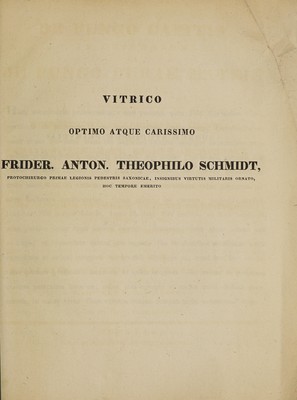 VITRICO
OPTIMO ATQUE CARISSIMO
FRIDER. ANTON. THEOPHILO SCHMIDT,
PROTOCHIRURGO PRIMAE LEGIONIS PEDESTRIS SAXONICAE, INSIGNIBUS VIRTUTIS MILITARIS ORNATO,
HOC TEMPORE EMERITO